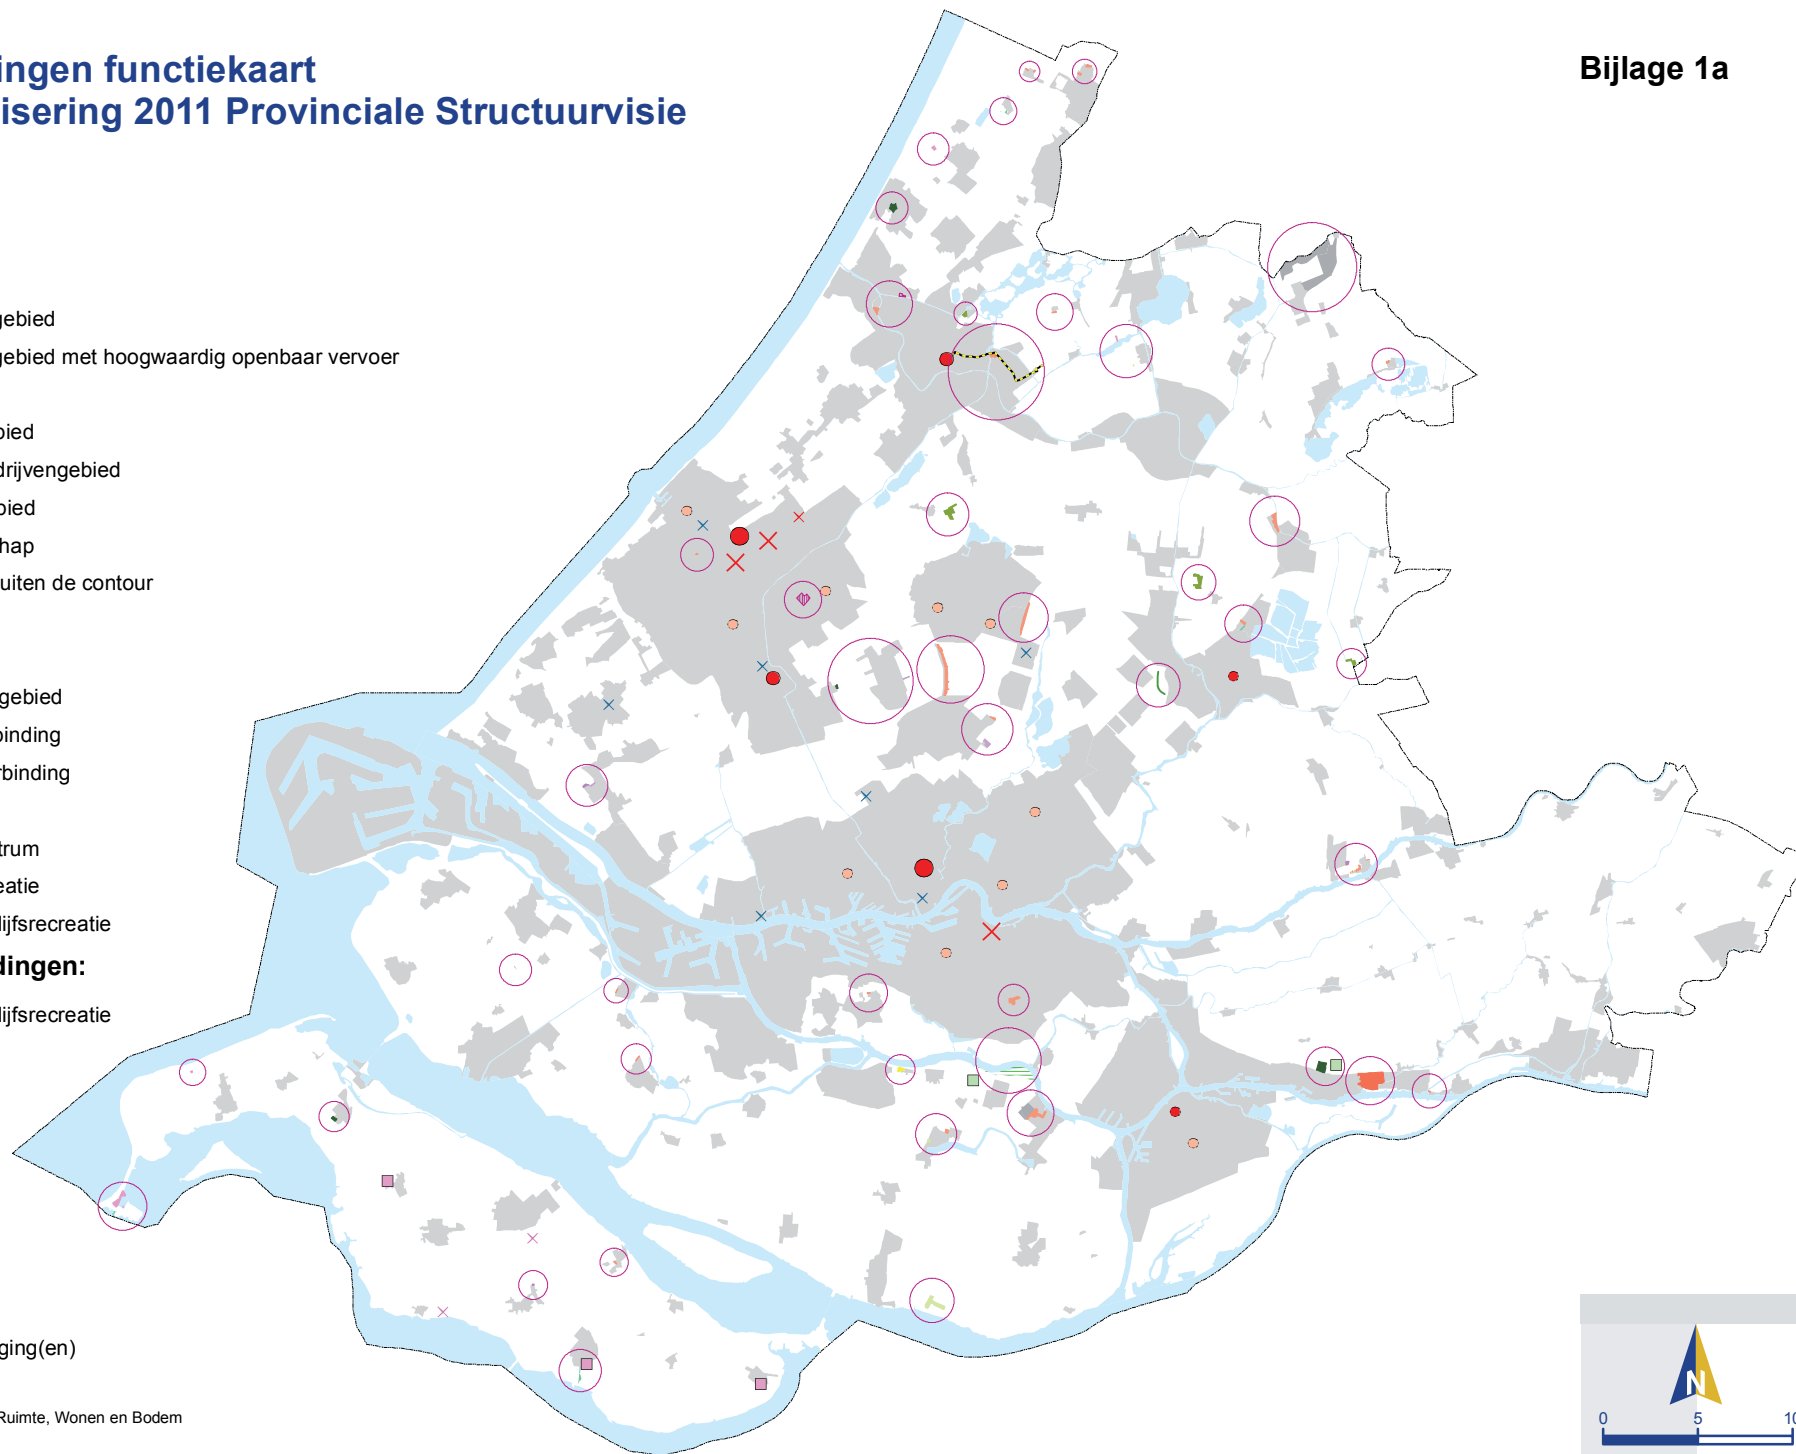 ingen functiekaart
isering 2011 Provinciale Structuurvisie
Bijlage 1a
gebied
gebied met hoogwaardig openbaar vervoer
bied
drijvengebied
bied
hap
uiten de contour
gebied
binding
rbinding
trum
eatie
lijfsrecreatie
dingen:
lijfsrecreatie
ging(en)
Ruimte, Wonen en Bodem
N
0 5 10